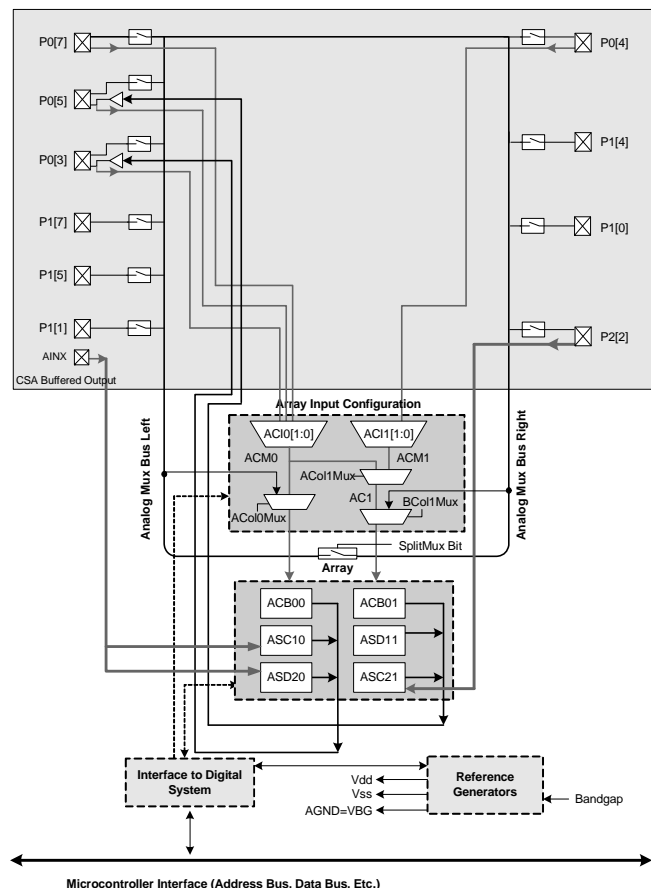 P0[7]
P0[4]
P0[5]
P0[3]
P1[4]
P1[7]
P1[0]
P1[5]
P1[1]
P2[2]
AINX
CSA Buffered Output
Array Input Configuration
Analog Mux Bus Left
Analog Mux Bus Right
ACI0[1:0]
ACI1[1:0]
ACM0
ACM1
ACol1Mux
AC1
BCol1Mux
ACol0Mux
SplitMux Bit
Array
ACB00
ACB01
ASC10
ASD11
ASD20
ASC21
Interface to Digital
System
Vdd
Vss
AGND=VBG
Reference
Generators
Bandgap
Microcontroller Interface (Address Bus, Data Bus, Etc.)